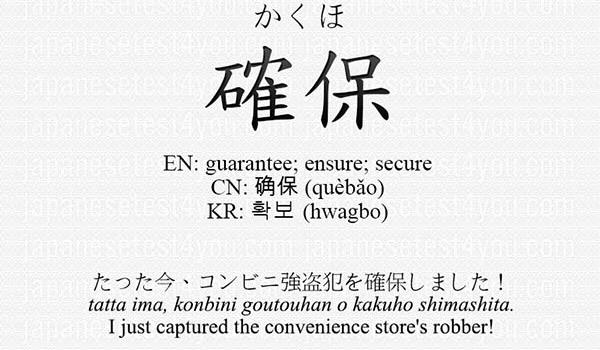 かくほ
確保
EN: guarantee; ensure; secure
CN: 确保 (quèbǎo)
KR: 확보 (hwagbo)
たった今、コンビニ強盗犯を確保しました！
tatta ima, konbini goutouhan o kakuho shimashita.
I just captured the convenience store's robber!